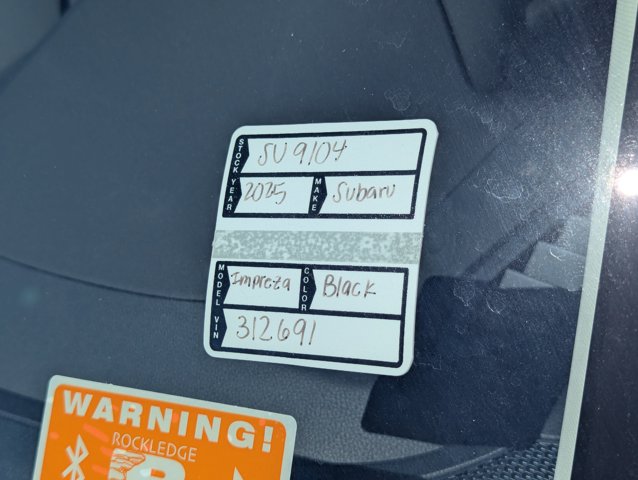 STOCK SU 9104
YEAR 2025 MAKE Subaru
MODEL Impreza COLOR Black
VIN 312691
WARNING!
ROCKLEDGE